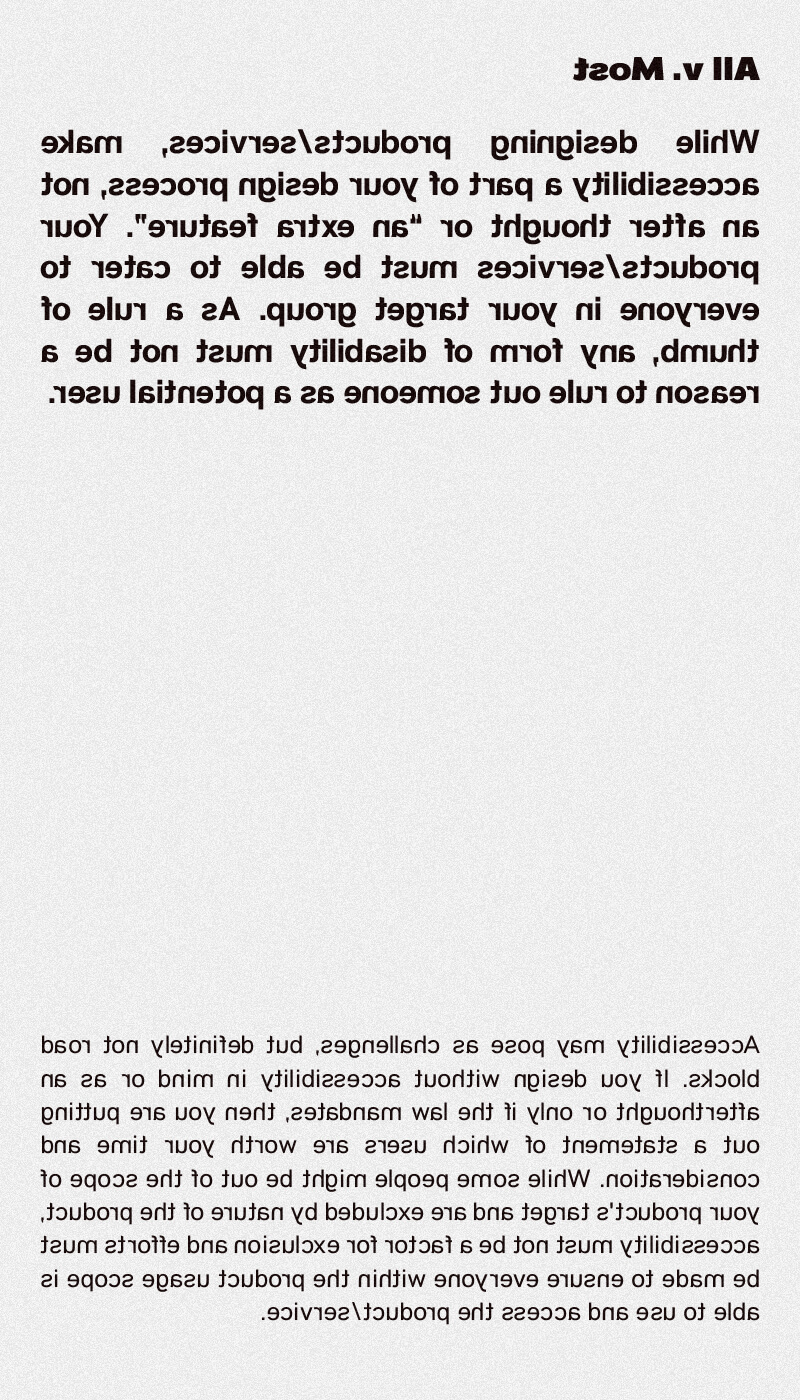 All v. Most
While designing products/services, make
accessibility a part of your design process, not
an after thought or “an extra feature”. Your
products/services must be able to cater to
everyone in your target group. As a rule of
thumb, any form of disability must not be a
reason to rule out someone as a potential user.
Accessibility may pose as challenges, but definitely not road
blocks. If you design without accessibility in mind or as an
afterthought or only if the law mandates, then you are putting
out a statement of which users are worth your time and
consideration. While some people might be out of the scope of
your product's target and are excluded by nature of the product,
accessibility must not be a factor for exclusion and efforts must
be made to ensure everyone within the product usage scope is
able to use and access the product/service.